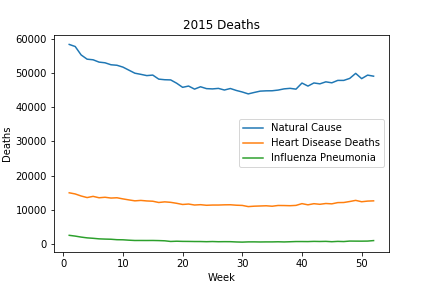 2015 Deaths
60000
50000
40000
30000
20000
10000
0
Deaths
Natural Cause
Heart Disease Deaths
Influenza Pneumonia
0 10 20 30 40 50
Week